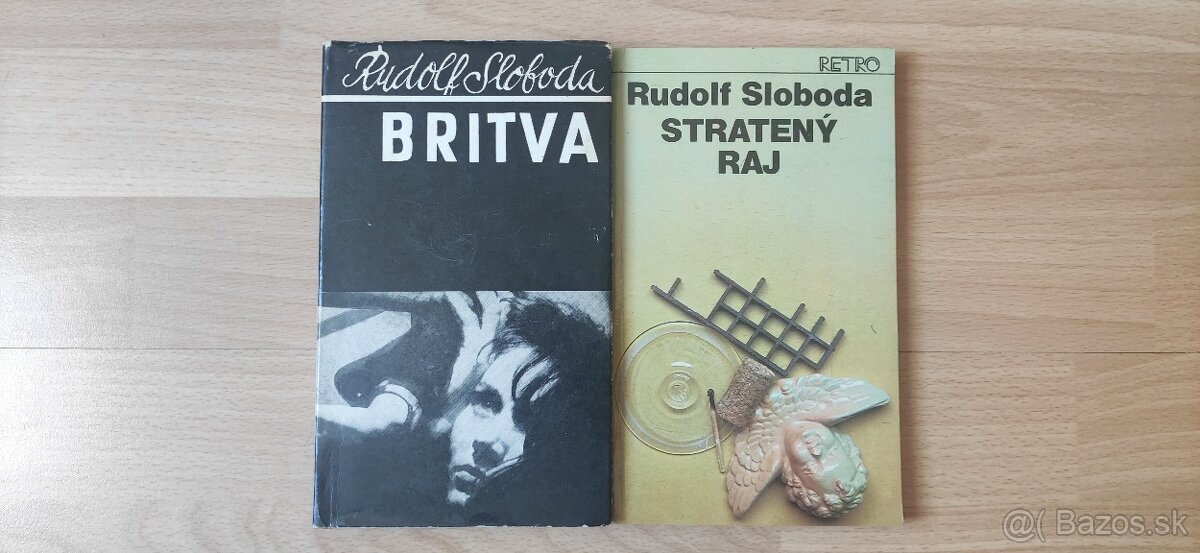 Rudolf Sloboda
BRITVA
RETRO
Rudolf Sloboda
STRATENÝ
RAJ
@( Bazos.sk